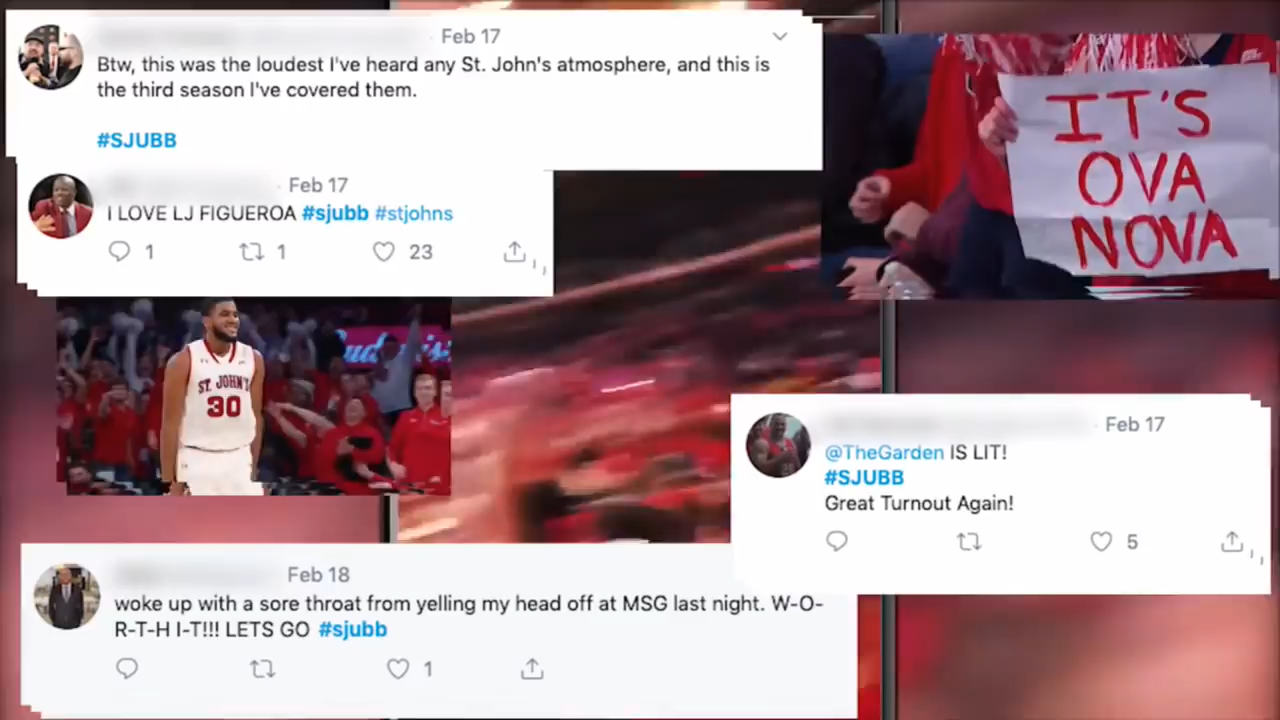 Feb 17
Btw, this was the loudest I've heard any St. John's atmosphere, and this is
the third season I've covered them.
#SJUBB
Feb 17
I LOVE LJ FIGUEROA #sjubb #stjohns
1 1 23
IT'S
OVA
NOVA
ST. JOHN'S
30
Feb 17
@TheGarden IS LIT!
#SJUBB
Great Turnout Again!
5
Feb 18
woke up with a sore throat from yelling my head off at MSG last night. W-O-
R-T-H I-T!!! LETS GO #sjubb
1